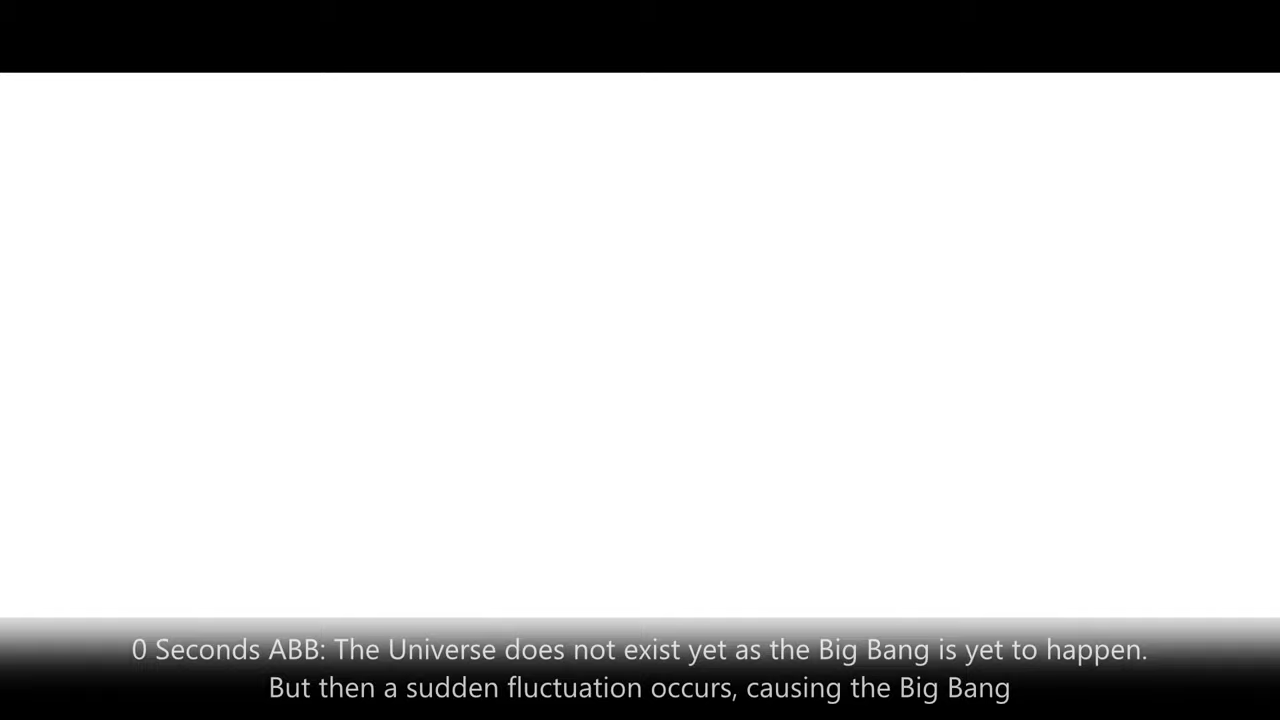 0 Seconds ABB: The Universe does not exist yet as the Big Bang is yet to happen.
But then a sudden fluctuation occurs, causing the Big Bang